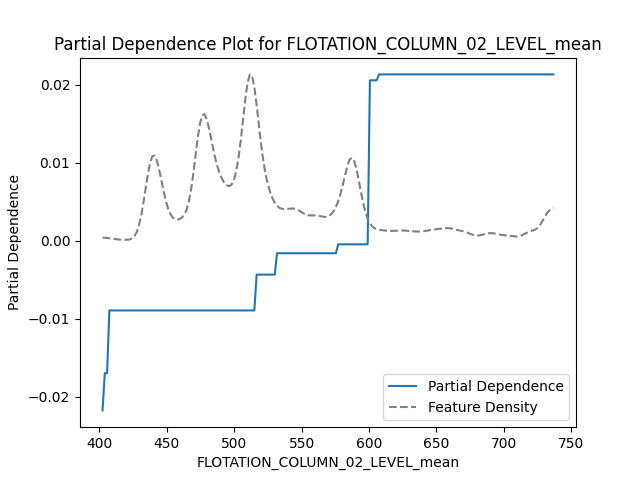 Partial Dependence Plot for FLOTATION_COLUMN_02_LEVEL_mean
Partial Dependence
0.02
0.01
0.00
−0.01
−0.02
Partial Dependence
Feature Density
400 450 500 550 600 650 700 750
FLOTATION_COLUMN_02_LEVEL_mean